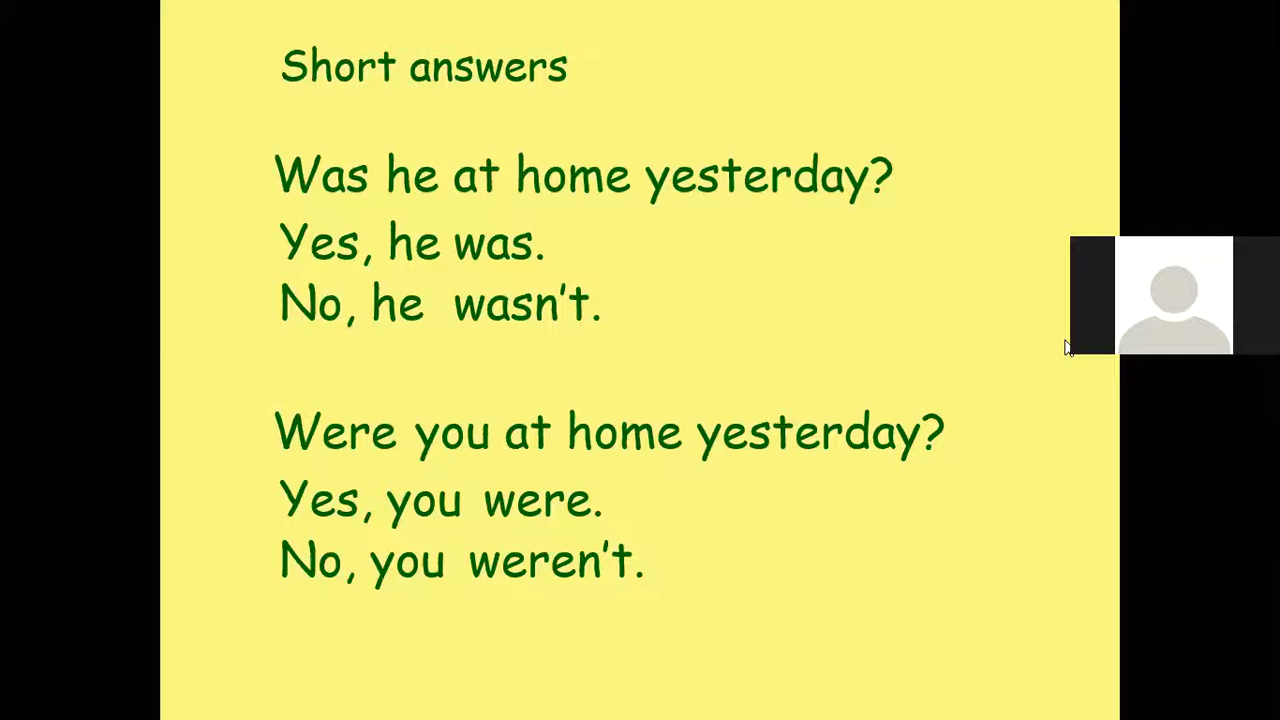 Short answers
Was he at home yesterday?
Yes, he was.
No, he wasn't.
Were you at home yesterday?
Yes, you were.
No, you weren't.